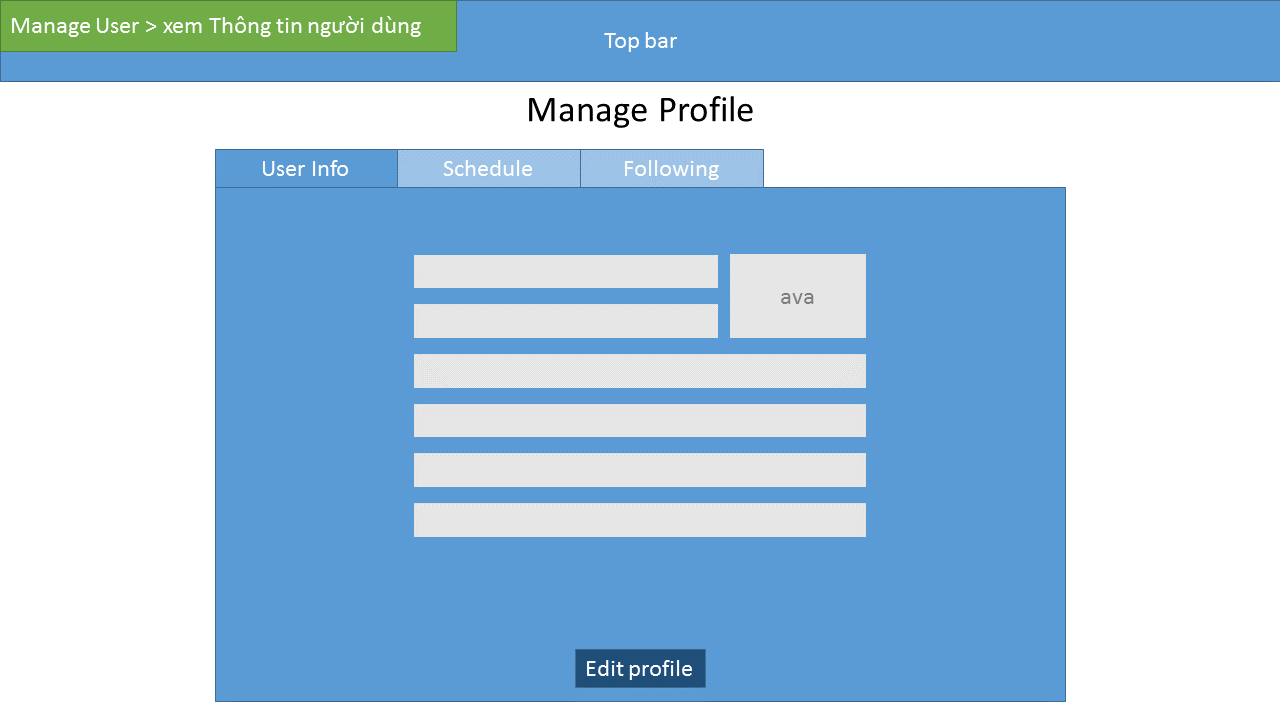 Manage User > xem Thông tin người dùng
Top bar
Manage Profile
User Info
Schedule
Following
ava
Edit profile